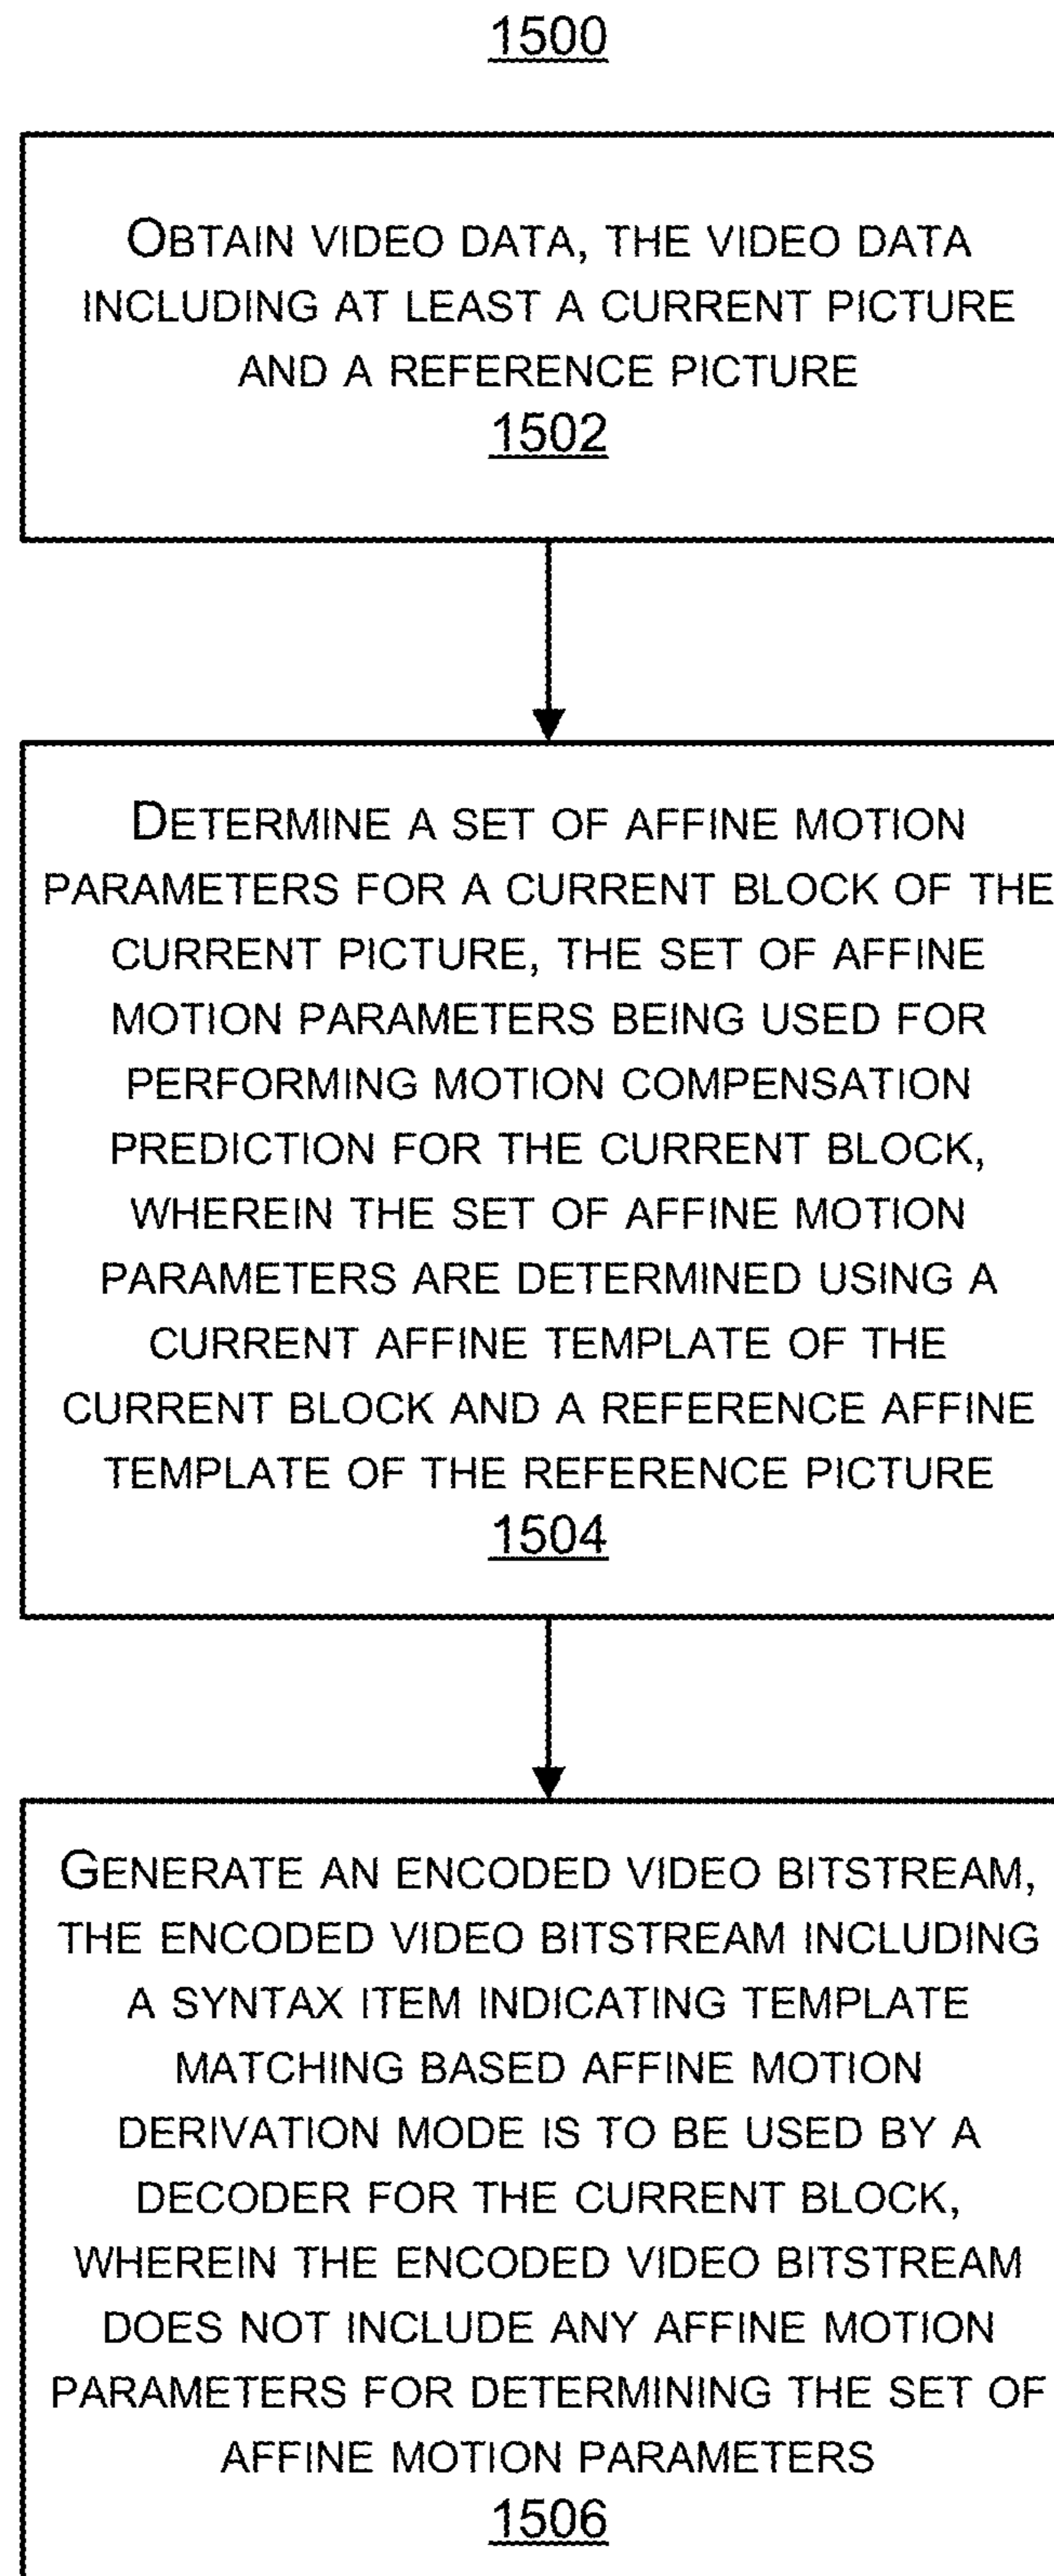 1500
OBTAIN VIDEO DATA, THE VIDEO DATA
INCLUDING AT LEAST A CURRENT PICTURE
AND A REFERENCE PICTURE
1502
DETERMINE A SET OF AFFINE MOTION
PARAMETERS FOR A CURRENT BLOCK OF THE
CURRENT PICTURE, THE SET OF AFFINE
MOTION PARAMETERS BEING USED FOR
PERFORMING MOTION COMPENSATION
PREDICTION FOR THE CURRENT BLOCK,
WHEREIN THE SET OF AFFINE MOTION
PARAMETERS ARE DETERMINED USING A
CURRENT AFFINE TEMPLATE OF THE
CURRENT BLOCK AND A REFERENCE AFFINE
TEMPLATE OF THE REFERENCE PICTURE
1504
GENERATE AN ENCODED VIDEO BITSTREAM,
THE ENCODED VIDEO BITSTREAM INCLUDING
A SYNTAX ITEM INDICATING TEMPLATE
MATCHING BASED AFFINE MOTION
DERIVATION MODE IS TO BE USED BY A
DECODER FOR THE CURRENT BLOCK,
WHEREIN THE ENCODED VIDEO BITSTREAM
DOES NOT INCLUDE ANY AFFINE MOTION
PARAMETERS FOR DETERMINING THE SET OF
AFFINE MOTION PARAMETERS
1506